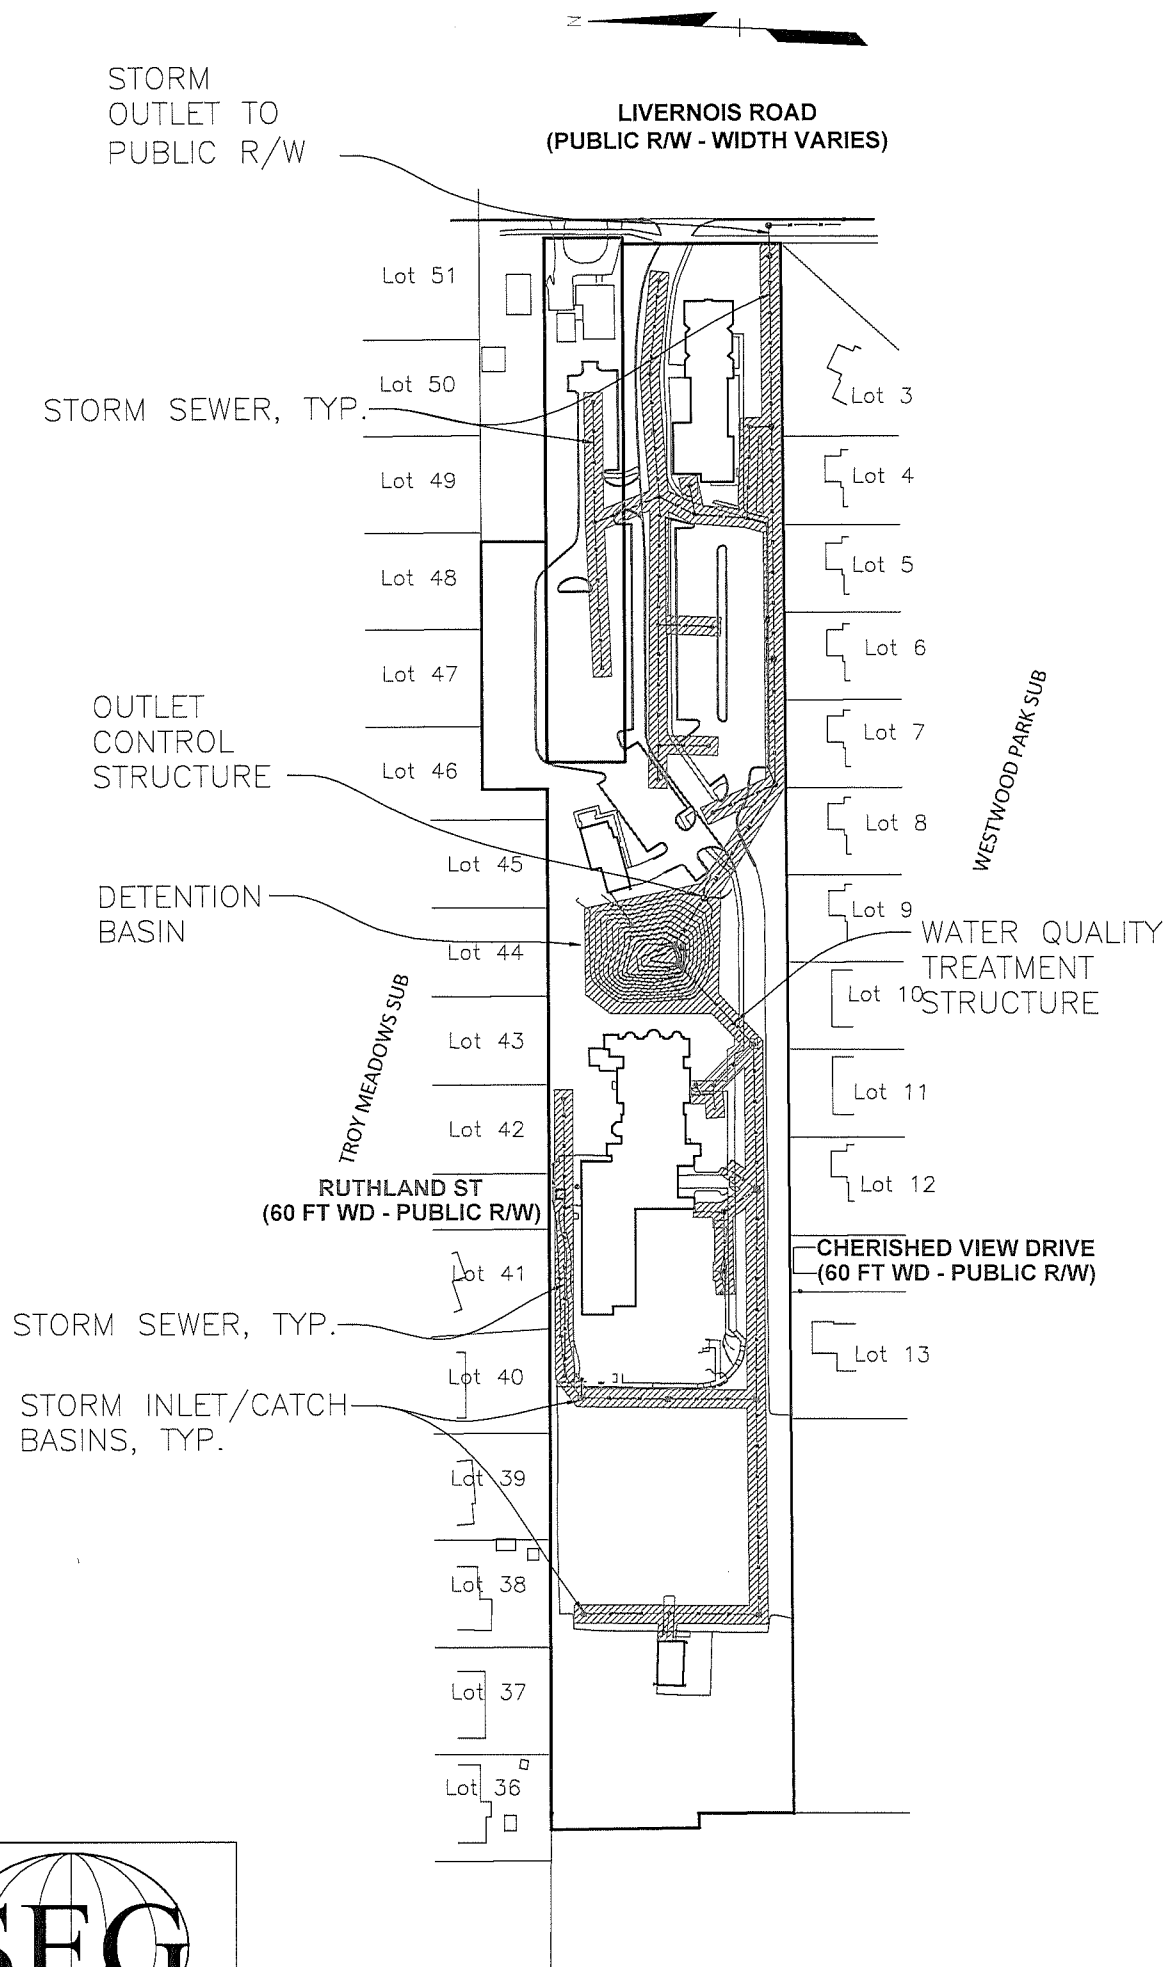 N
STORM
OUTLET TO
PUBLIC R/W
LIVERNOIS ROAD
(PUBLIC R/W - WIDTH VARIES)
Lot 51
Lot 50
STORM SEWER, TYP.
Lot 49
Lot 48
Lot 47
Lot 46
Lot 3
Lot 4
Lot 5
Lot 6
Lot 7
Lot 8
Lot 9
WESTWOOD PARK SUB
OUTLET
CONTROL
STRUCTURE
DETENTION
BASIN
Lot 45
Lot 44
Lot 43
Lot 42
TROY MEADOWS SUB
WATER QUALITY
TREATMENT
STRUCTURE
Lot 10
Lot 11
Lot 12
RUTHLAND ST
(60 FT WD - PUBLIC R/W)
CHERISHED VIEW DRIVE
(60 FT WD - PUBLIC R/W)
Lot 41
STORM SEWER, TYP.
Lot 13
Lot 40
STORM INLET/CATCH
BASINS, TYP.
Lot 39
Lot 38
Lot 37
Lot 36
SEG